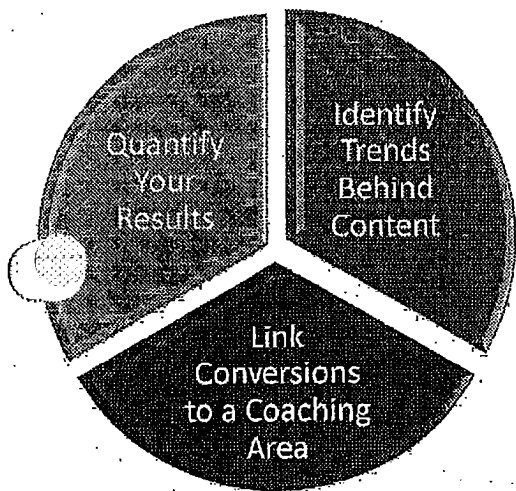 Quantify
Your
Results
Identify
Trends
Behind
Content
Link
Conversions
to a Coaching
Area